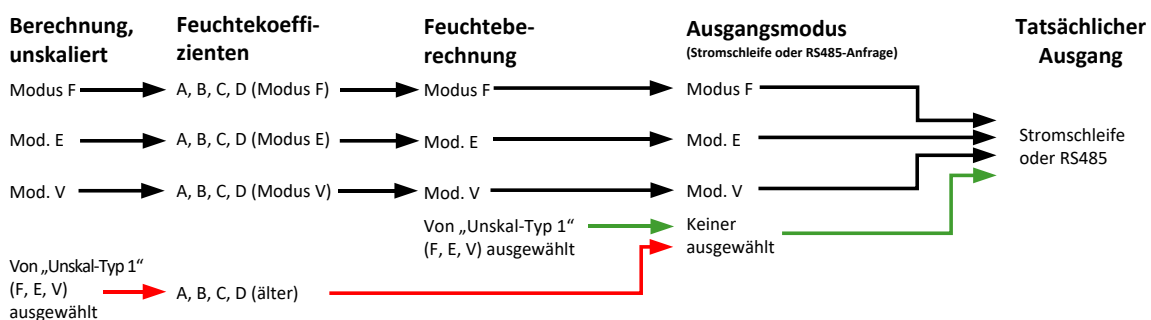 Berechnung,
unskaliert
Feuchtekoeffi-
zienten
Feuchtebe-
rechnung
Ausgangsmodus
(Stromschleife oder RS485-Anfrage)
Tatsächlicher
Ausgang
Modus F
A, B, C, D (Modus F)
Modus F
Modus F
Mod. E
A, B, C, D (Modus E)
Mod. E
Mod. E
Stromschleife
oder RS485
Mod. V
A, B, C, D (Modus V)
Mod. V
Mod. V
Von „Unskal-Typ 1“
(F, E, V) ausgewählt
Keiner
ausgewählt
Von „Unskal-Typ 1“
(F, E, V)
ausgewählt
A, B, C, D (älter)